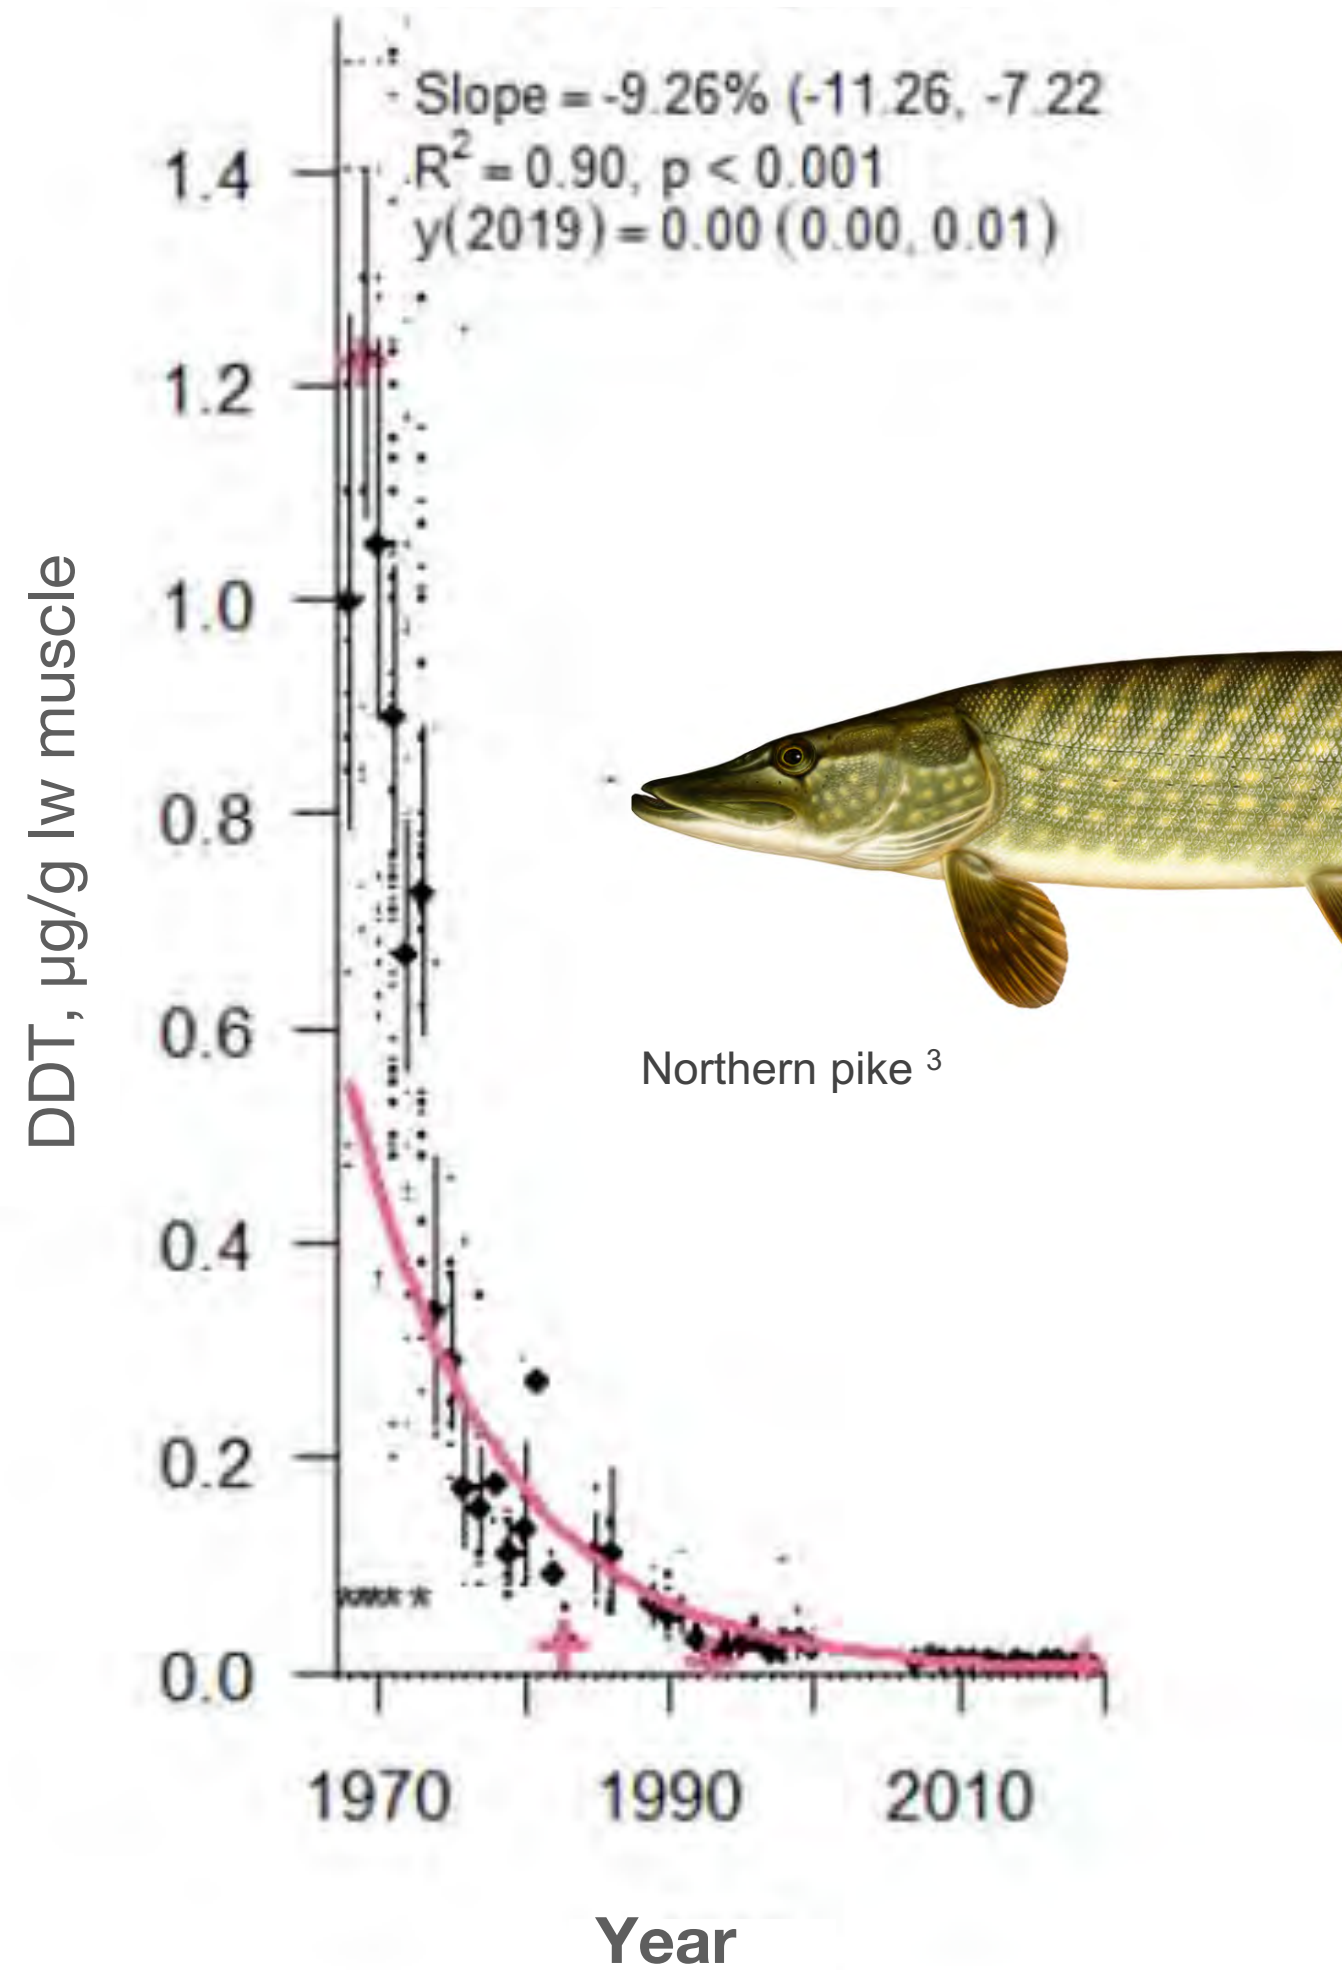 Slope = -9.26% (-11.26, -7.22
R² = 0.90, p < 0.001
y(2019) = 0.00 (0.00, 0.01)
1.4
1.2
1.0
0.8
0.6
0.4
0.2
0.0
DDT, µg/g lw muscle
Northern pike ³
***** *
1970 1990 2010
Year